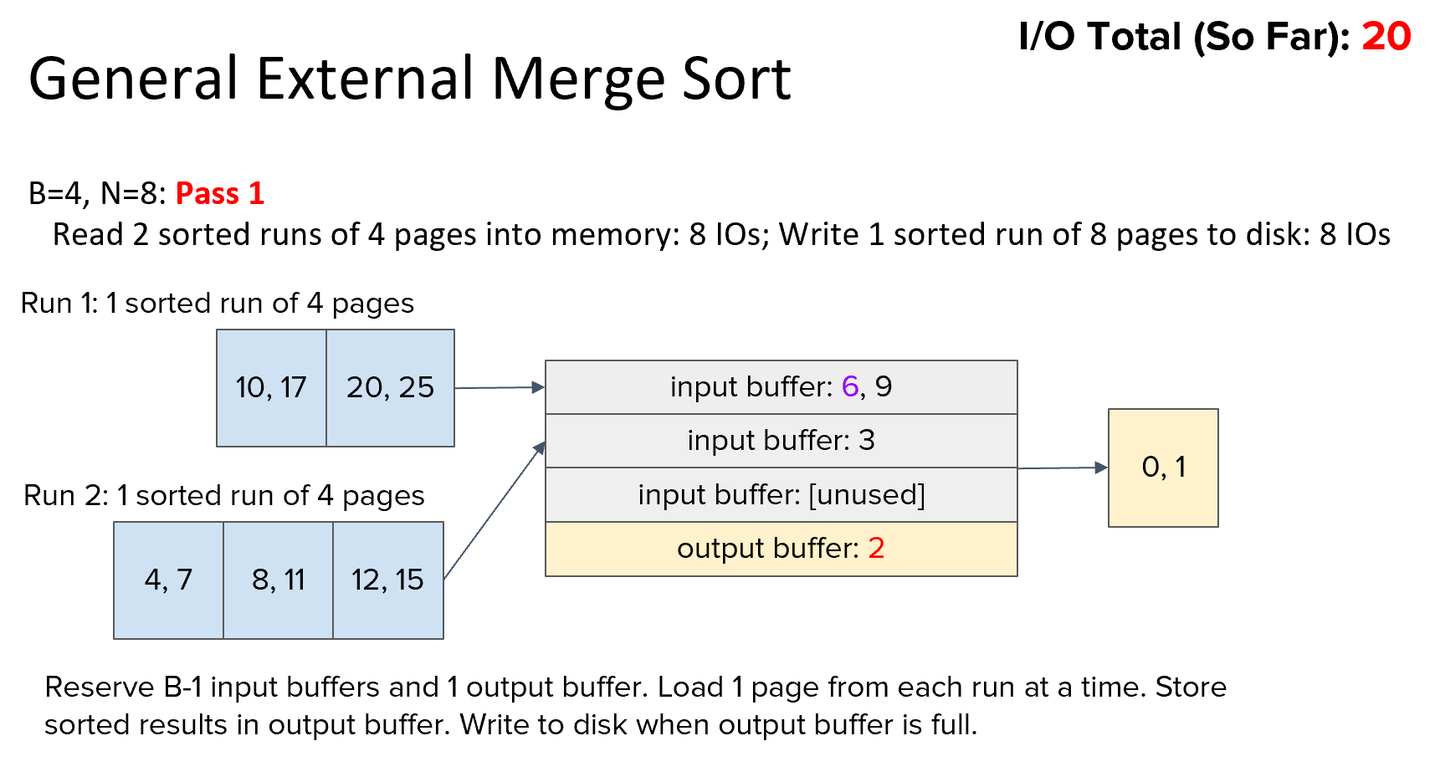 I/O Total (So Far): 20
General External Merge Sort
B=4, N=8: Pass 1
Read 2 sorted runs of 4 pages into memory: 8 IOs; Write 1 sorted run of 8 pages to disk: 8 IOs
Run 1: 1 sorted run of 4 pages
10, 17
20, 25
input buffer: 6, 9
input buffer: 3
input buffer: [unused]
output buffer: 2
0, 1
Run 2: 1 sorted run of 4 pages
4, 7
8, 11
12, 15
Reserve B-1 input buffers and 1 output buffer. Load 1 page from each run at a time. Store
sorted results in output buffer. Write to disk when output buffer is full.